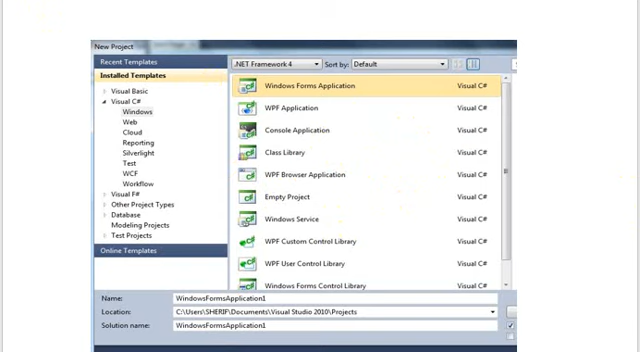 New Project
Recent Templates
.NET Framework 4
Sort by: Default
Installed Templates
Visual Basic
Visual C#
Windows
Web
Cloud
Reporting
Silverlight
Test
WCF
Workflow
Visual F#
Other Project Types
Database
Modeling Projects
Test Projects
Online Templates
Windows Forms Application Visual C#
WPF Application Visual C#
Console Application Visual C#
Class Library Visual C#
WPF Browser Application Visual C#
Empty Project Visual C#
Windows Service Visual C#
WPF Custom Control Library Visual C#
WPF User Control Library Visual C#
Windows Forms Control Library Visual C#
Name: WindowsFormsApplication1
Location: C:\Users\SHERIF\Documents\Visual Studio 2010\Projects
Solution name: WindowsFormsApplication1